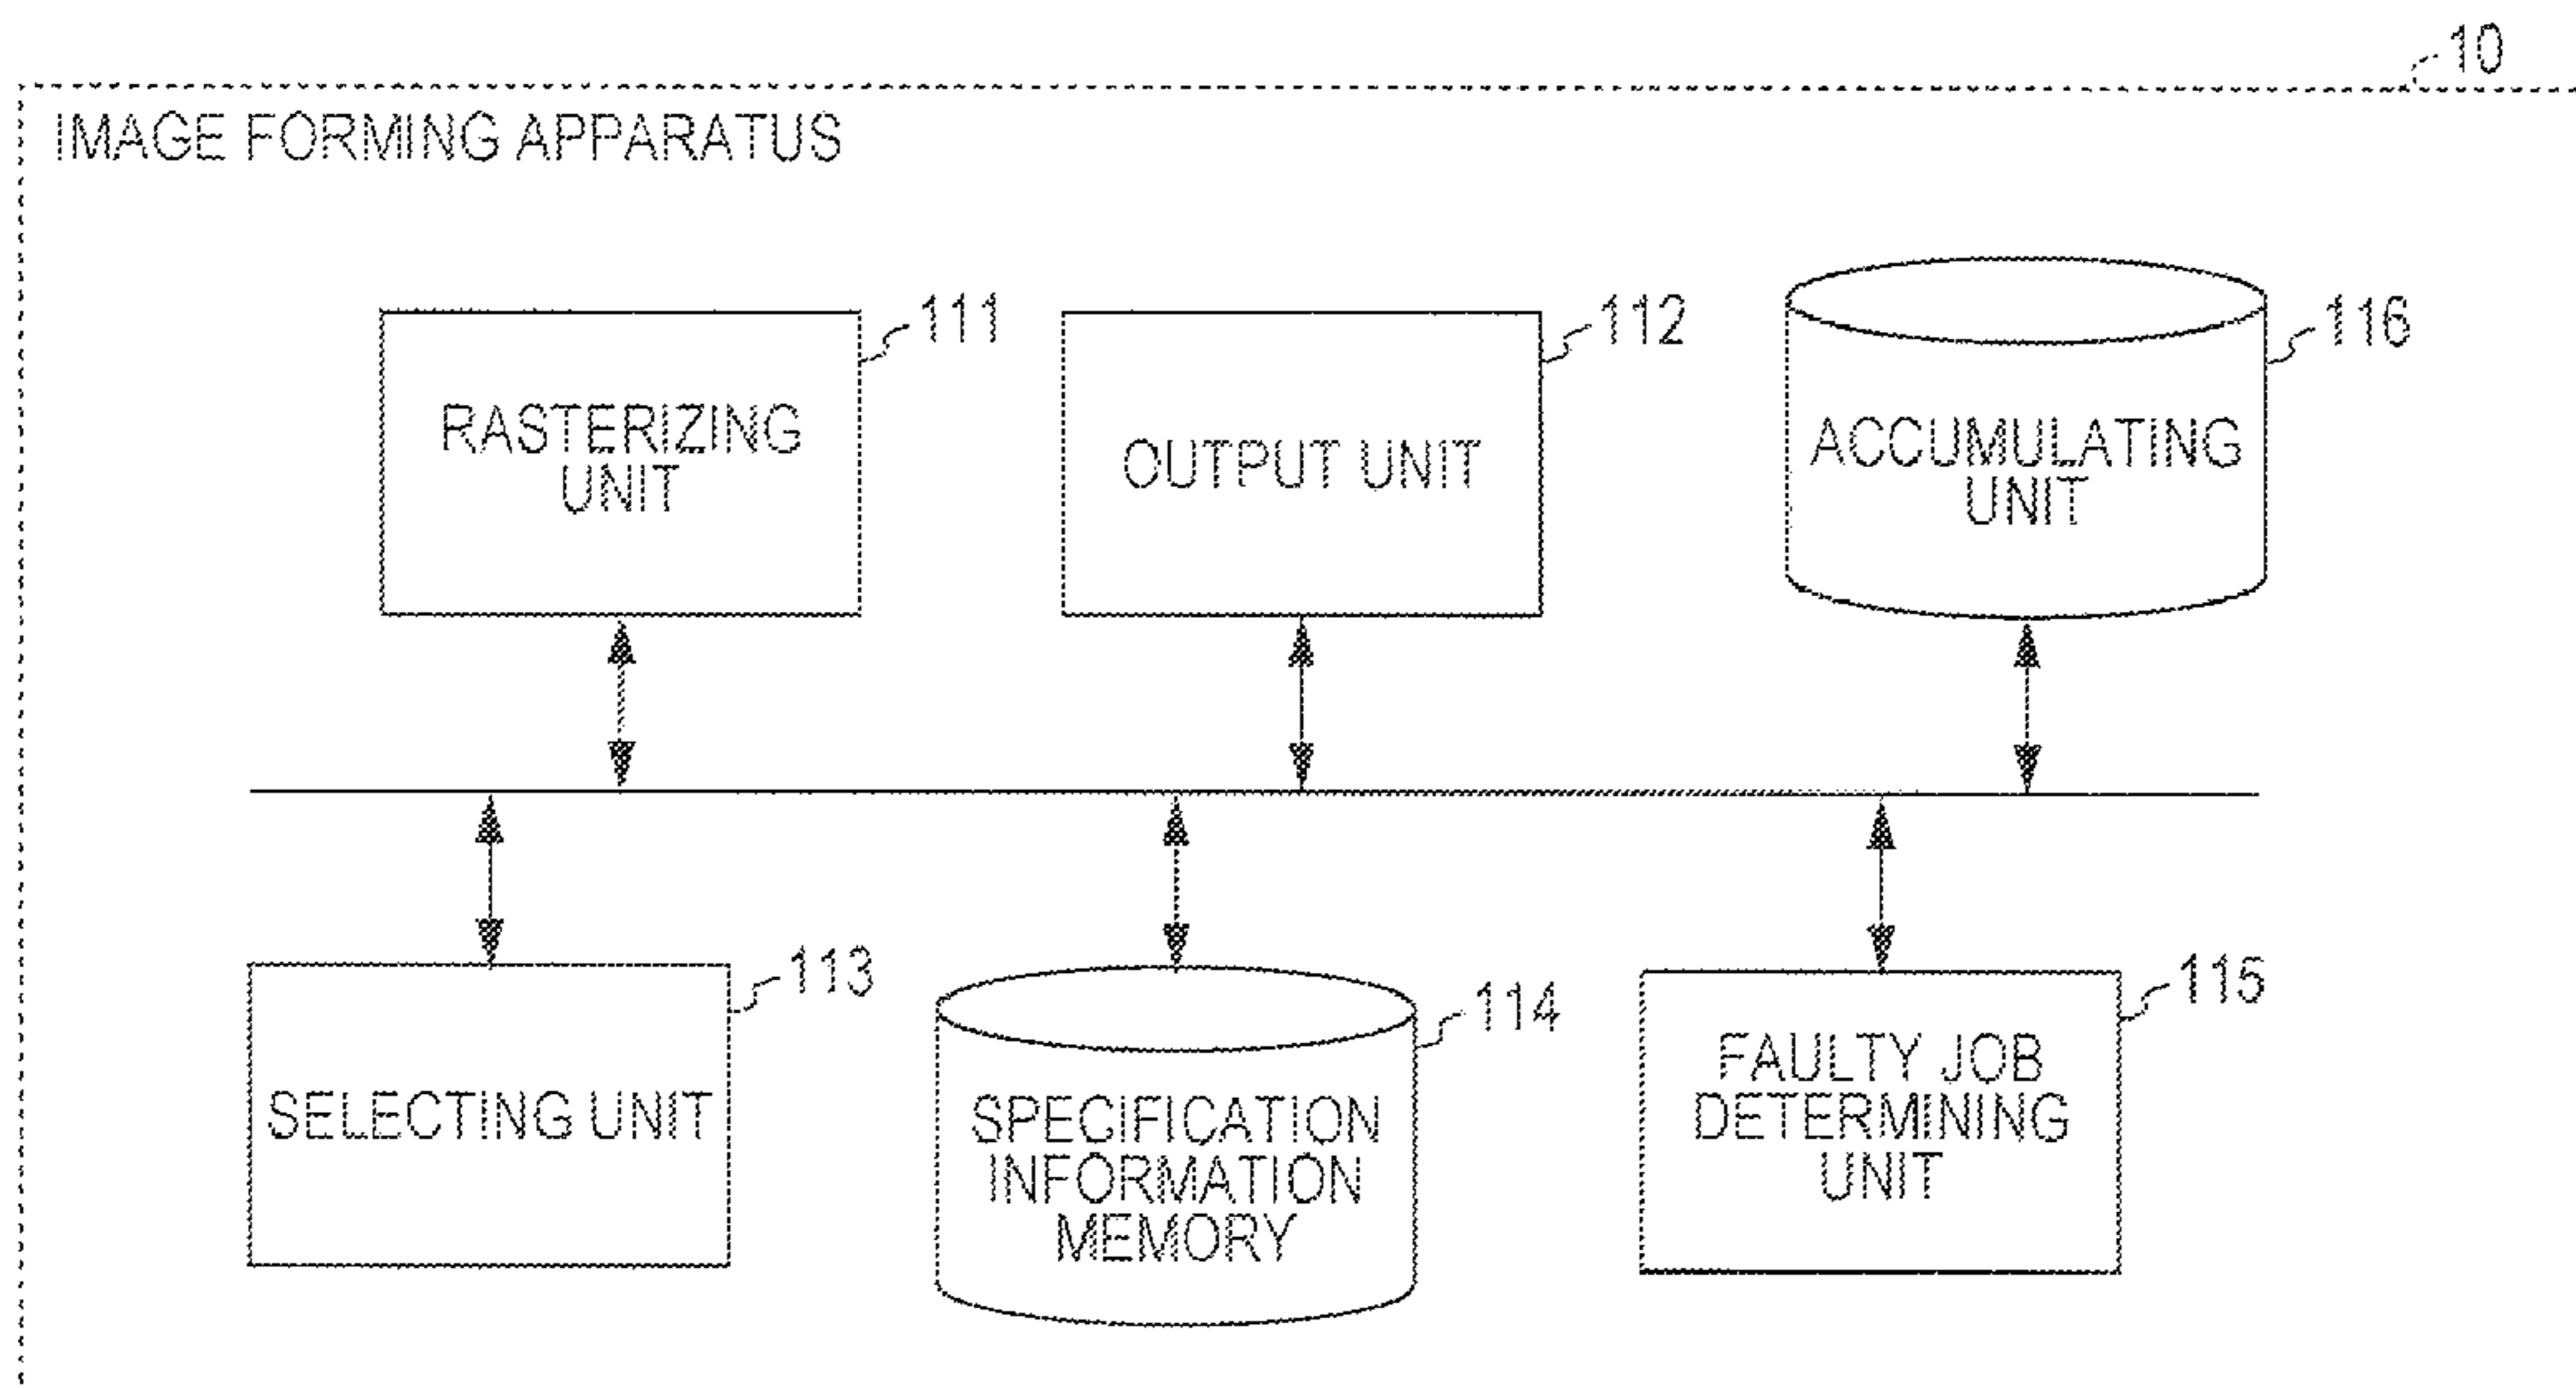 10
IMAGE FORMING APPARATUS
111
RASTERIZING
UNIT
112
OUTPUT UNIT
116
ACCUMULATING
UNIT
113
SELECTING UNIT
114
SPECIFICATION
INFORMATION
MEMORY
115
FAULTY JOB
DETERMINING
UNIT